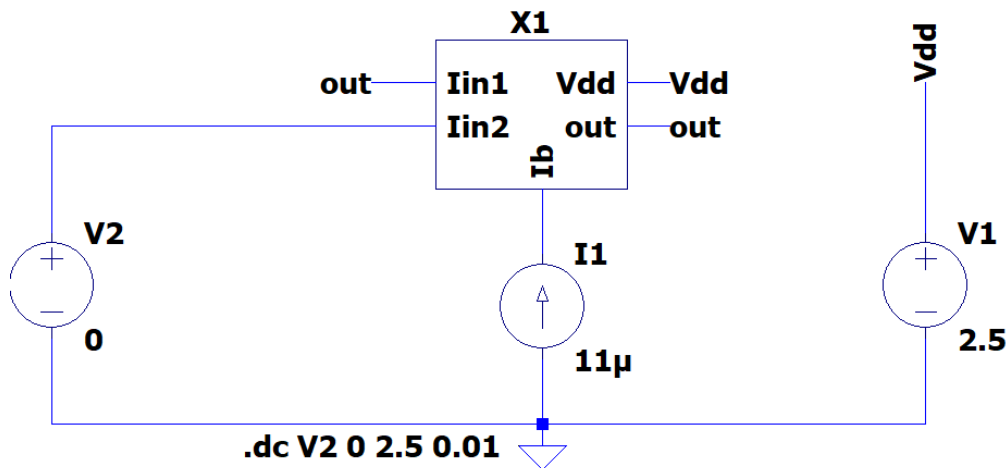 X1
out Iin1 Vdd Vdd
Iin2 out out
Ib
Vdd
V2
0
I1
11µ
V1
2.5
.dc V2 0 2.5 0.01